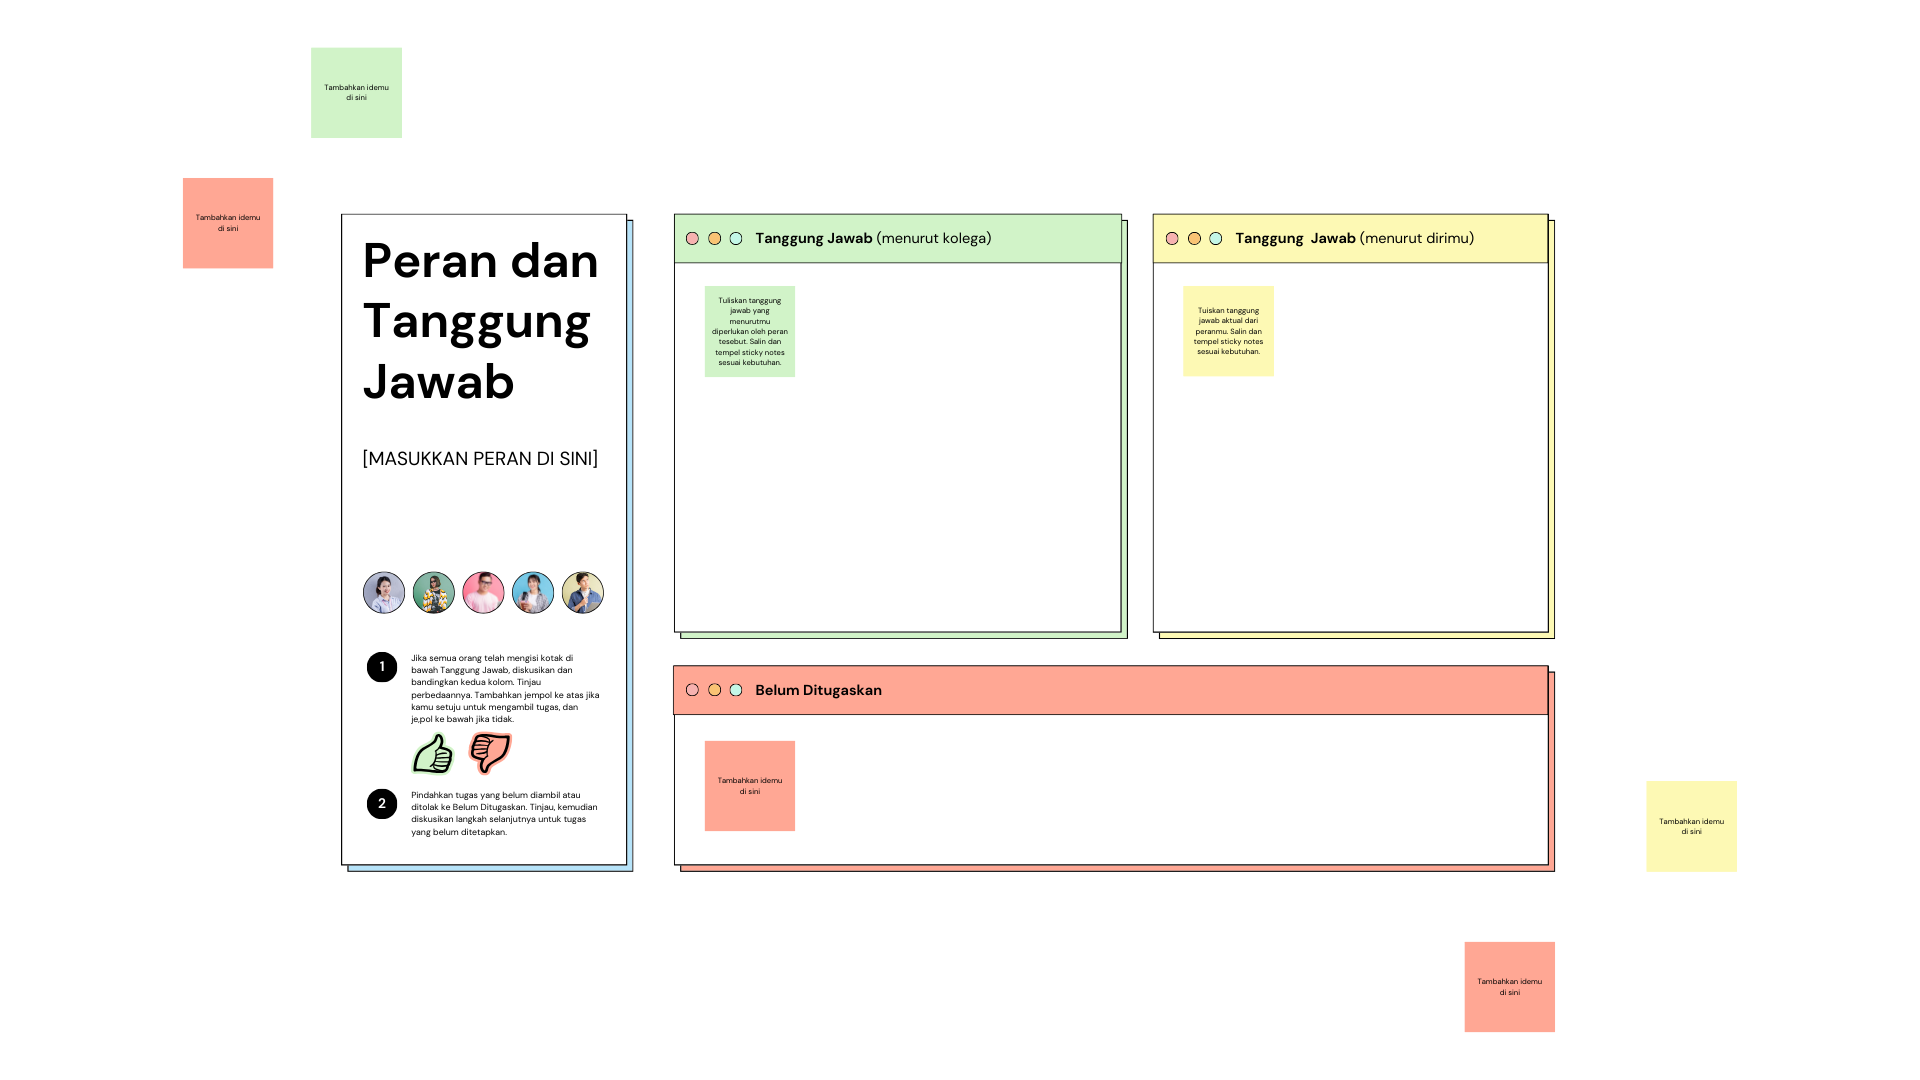 Tambahkan idemu
di sini
Tambahkan idemu
di sini
Peran dan
Tanggung
Jawab
[MASUKKAN PERAN DI SINI]
1
Jika semua orang telah mengisi kotak di
bawah Tanggung Jawab, diskusikan dan
bandingkan kedua kolom. Tinjau
perbedaannya. Tambahkan jempol ke atas jika
kamu setuju untuk mengambil tugas, dan
je,pol ke bawah jika tidak.
2
Pindahkan tugas yang belum diambil atau
ditolak ke Belum Ditugaskan. Tinjau, kemudian
diskusikan langkah selanjutnya untuk tugas
yang belum ditetapkan.
Tanggung Jawab (menurut kolega)
Tuliskan tanggung
jawab yang
menurutmu
diperlukan oleh peran
tesebut. Salin dan
tempel sticky notes
sesuai kebutuhan.
Tanggung  Jawab (menurut dirimu)
Tuiskan tanggung
jawab aktual dari
peranmu. Salin dan
tempel sticky notes
sesuai kebutuhan.
Belum Ditugaskan
Tambahkan idemu
di sini
Tambahkan idemu
di sini
Tambahkan idemu
di sini